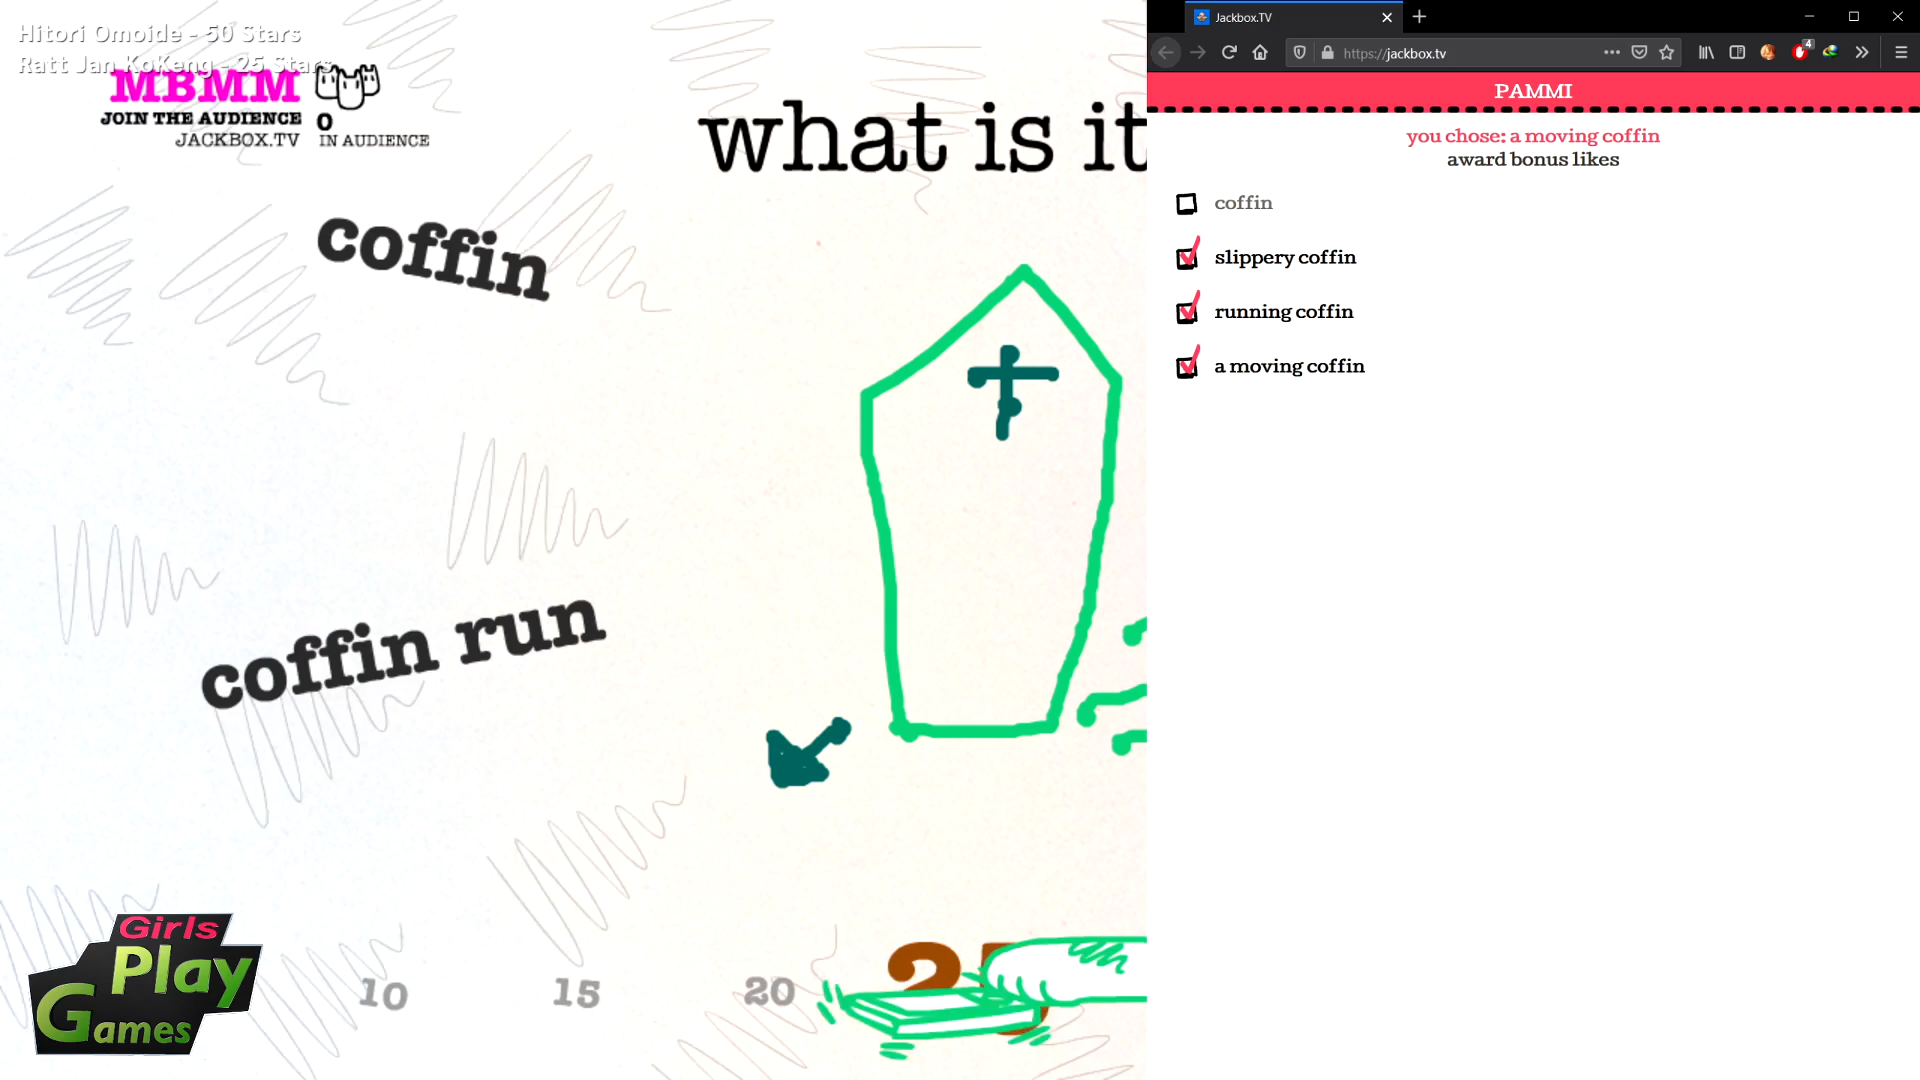 Hitori Omoide - 50 Stars
Ratt Jan KoKeng - 25 Stars
MBMM
JOIN THE AUDIENCE
JACKBOX.TV
0
IN AUDIENCE
what is it
coffin
coffin run
10
15
20
Girls
Play
Games
Jackbox.TV
https://jackbox.tv
4
PAMMI
you chose: a moving coffin
award bonus likes
coffin
slippery coffin
running coffin
a moving coffin